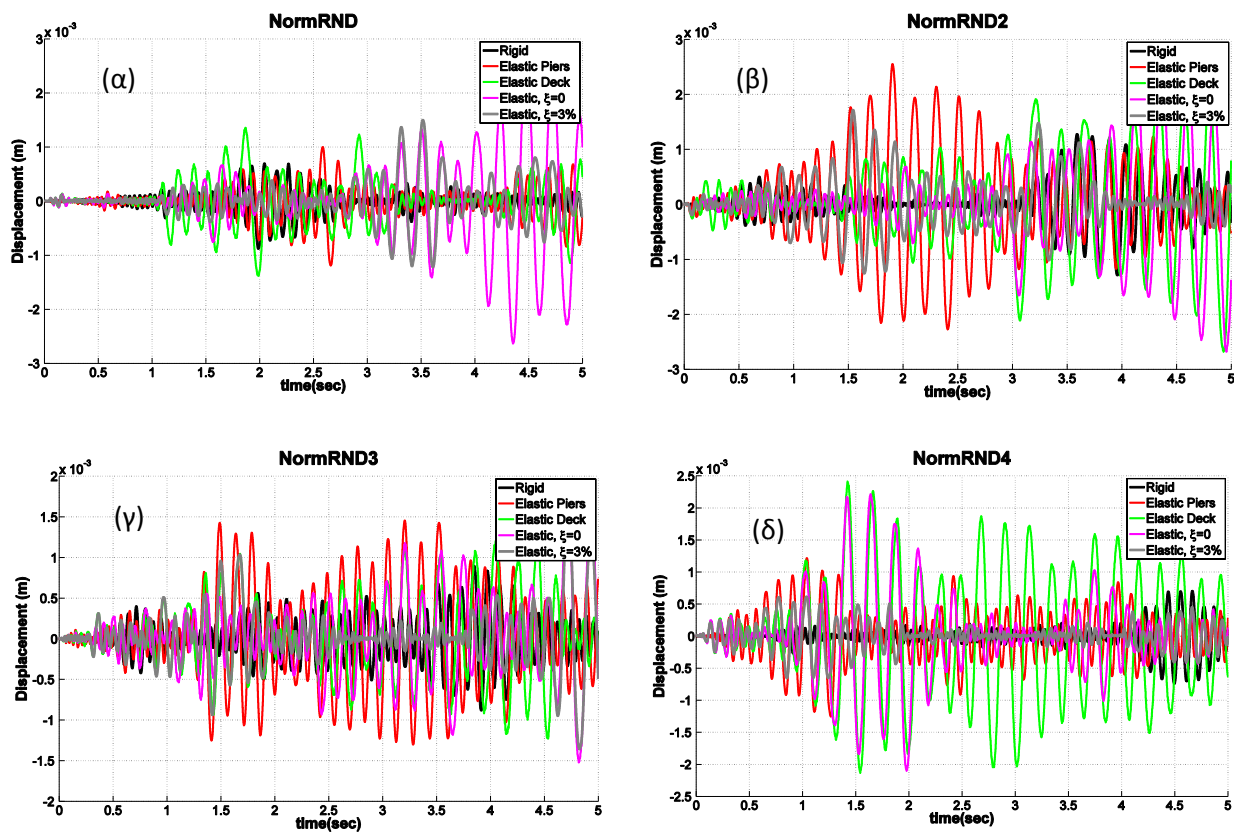 NormRND
x 10⁻³
3
2
1
0
-1
-2
-3
Displacement (m)
(α)
Rigid
Elastic Piers
Elastic Deck
Elastic, ξ=0
Elastic, ξ=3%
0 0.5 1 1.5 2 2.5 3 3.5 4 4.5 5
time(sec)
NormRND2
x 10⁻³
3
2
1
0
-1
-2
-3
Displacement (m)
(β)
Rigid
Elastic Piers
Elastic Deck
Elastic, ξ=0
Elastic, ξ=3%
0 0.5 1 1.5 2 2.5 3 3.5 4 4.5 5
time(sec)
NormRND3
x 10⁻³
2
1.5
1
0.5
0
-0.5
-1
-1.5
-2
Displacement (m)
(γ)
Rigid
Elastic Piers
Elastic Deck
Elastic, ξ=0
Elastic, ξ=3%
0 0.5 1 1.5 2 2.5 3 3.5 4 4.5 5
time(sec)
NormRND4
x 10⁻³
2.5
2
1.5
1
0.5
0
-0.5
-1
-1.5
-2
-2.5
Displacement (m)
(δ)
Rigid
Elastic Piers
Elastic Deck
Elastic, ξ=0
Elastic, ξ=3%
0 0.5 1 1.5 2 2.5 3 3.5 4 4.5 5
time(sec)